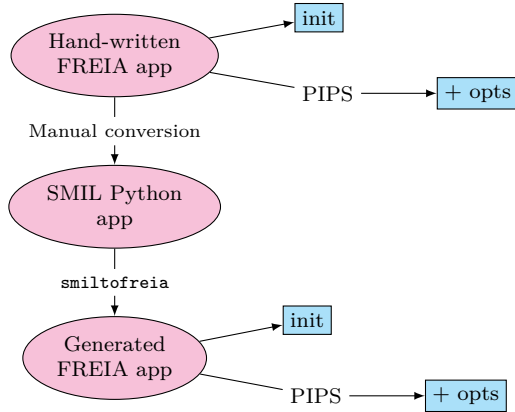 init
Hand-written
FREIA app
PIPS
+ opts
Manual conversion
SMIL Python
app
smiltofreia
init
Generated
FREIA app
PIPS
+ opts